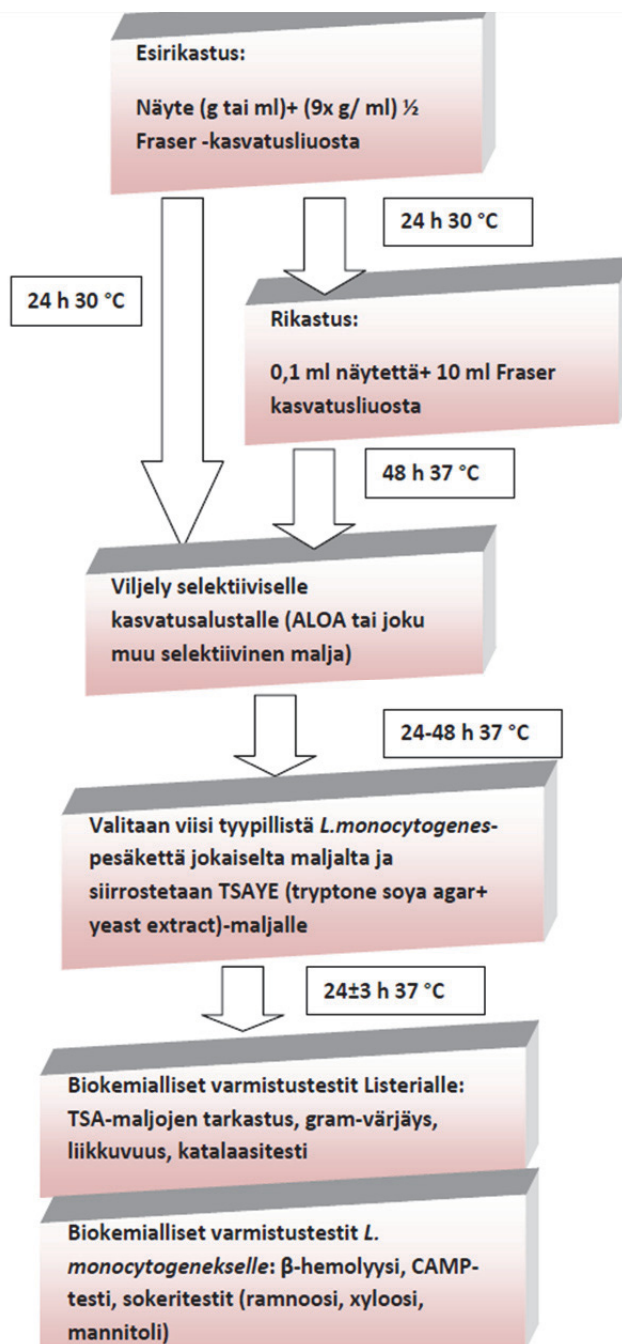 Esirikastus:
Näyte (g tai ml)+ (9x g/ ml) ½
Fraser -kasvatusliuosta
24 h 30 °C
24 h 30 °C
Rikastus:
0,1 ml näytettä+ 10 ml Fraser
kasvatusliuosta
48 h 37 °C
Viljely selektiiviselle
kasvatusalustalle (ALOA tai joku
muu selektiivinen malja)
24-48 h 37 °C
Valitaan viisi tyypillistä L.monocytogenes-
pesäkettä jokaiselta maljalta ja
siirrostetaan TSAYE (tryptone soya agar+
yeast extract)-maljalle
24±3 h 37 °C
Biokemialliset varmistustestit Listerialle:
TSA-maljojen tarkastus, gram-värjäys,
liikkuvuus, katalaasitesti
Biokemialliset varmistustestit L.
monocytogenekselle: β-hemolyysi, CAMP-
testi, sokeritestit (ramnoosi, xyloosi,
mannitoli)